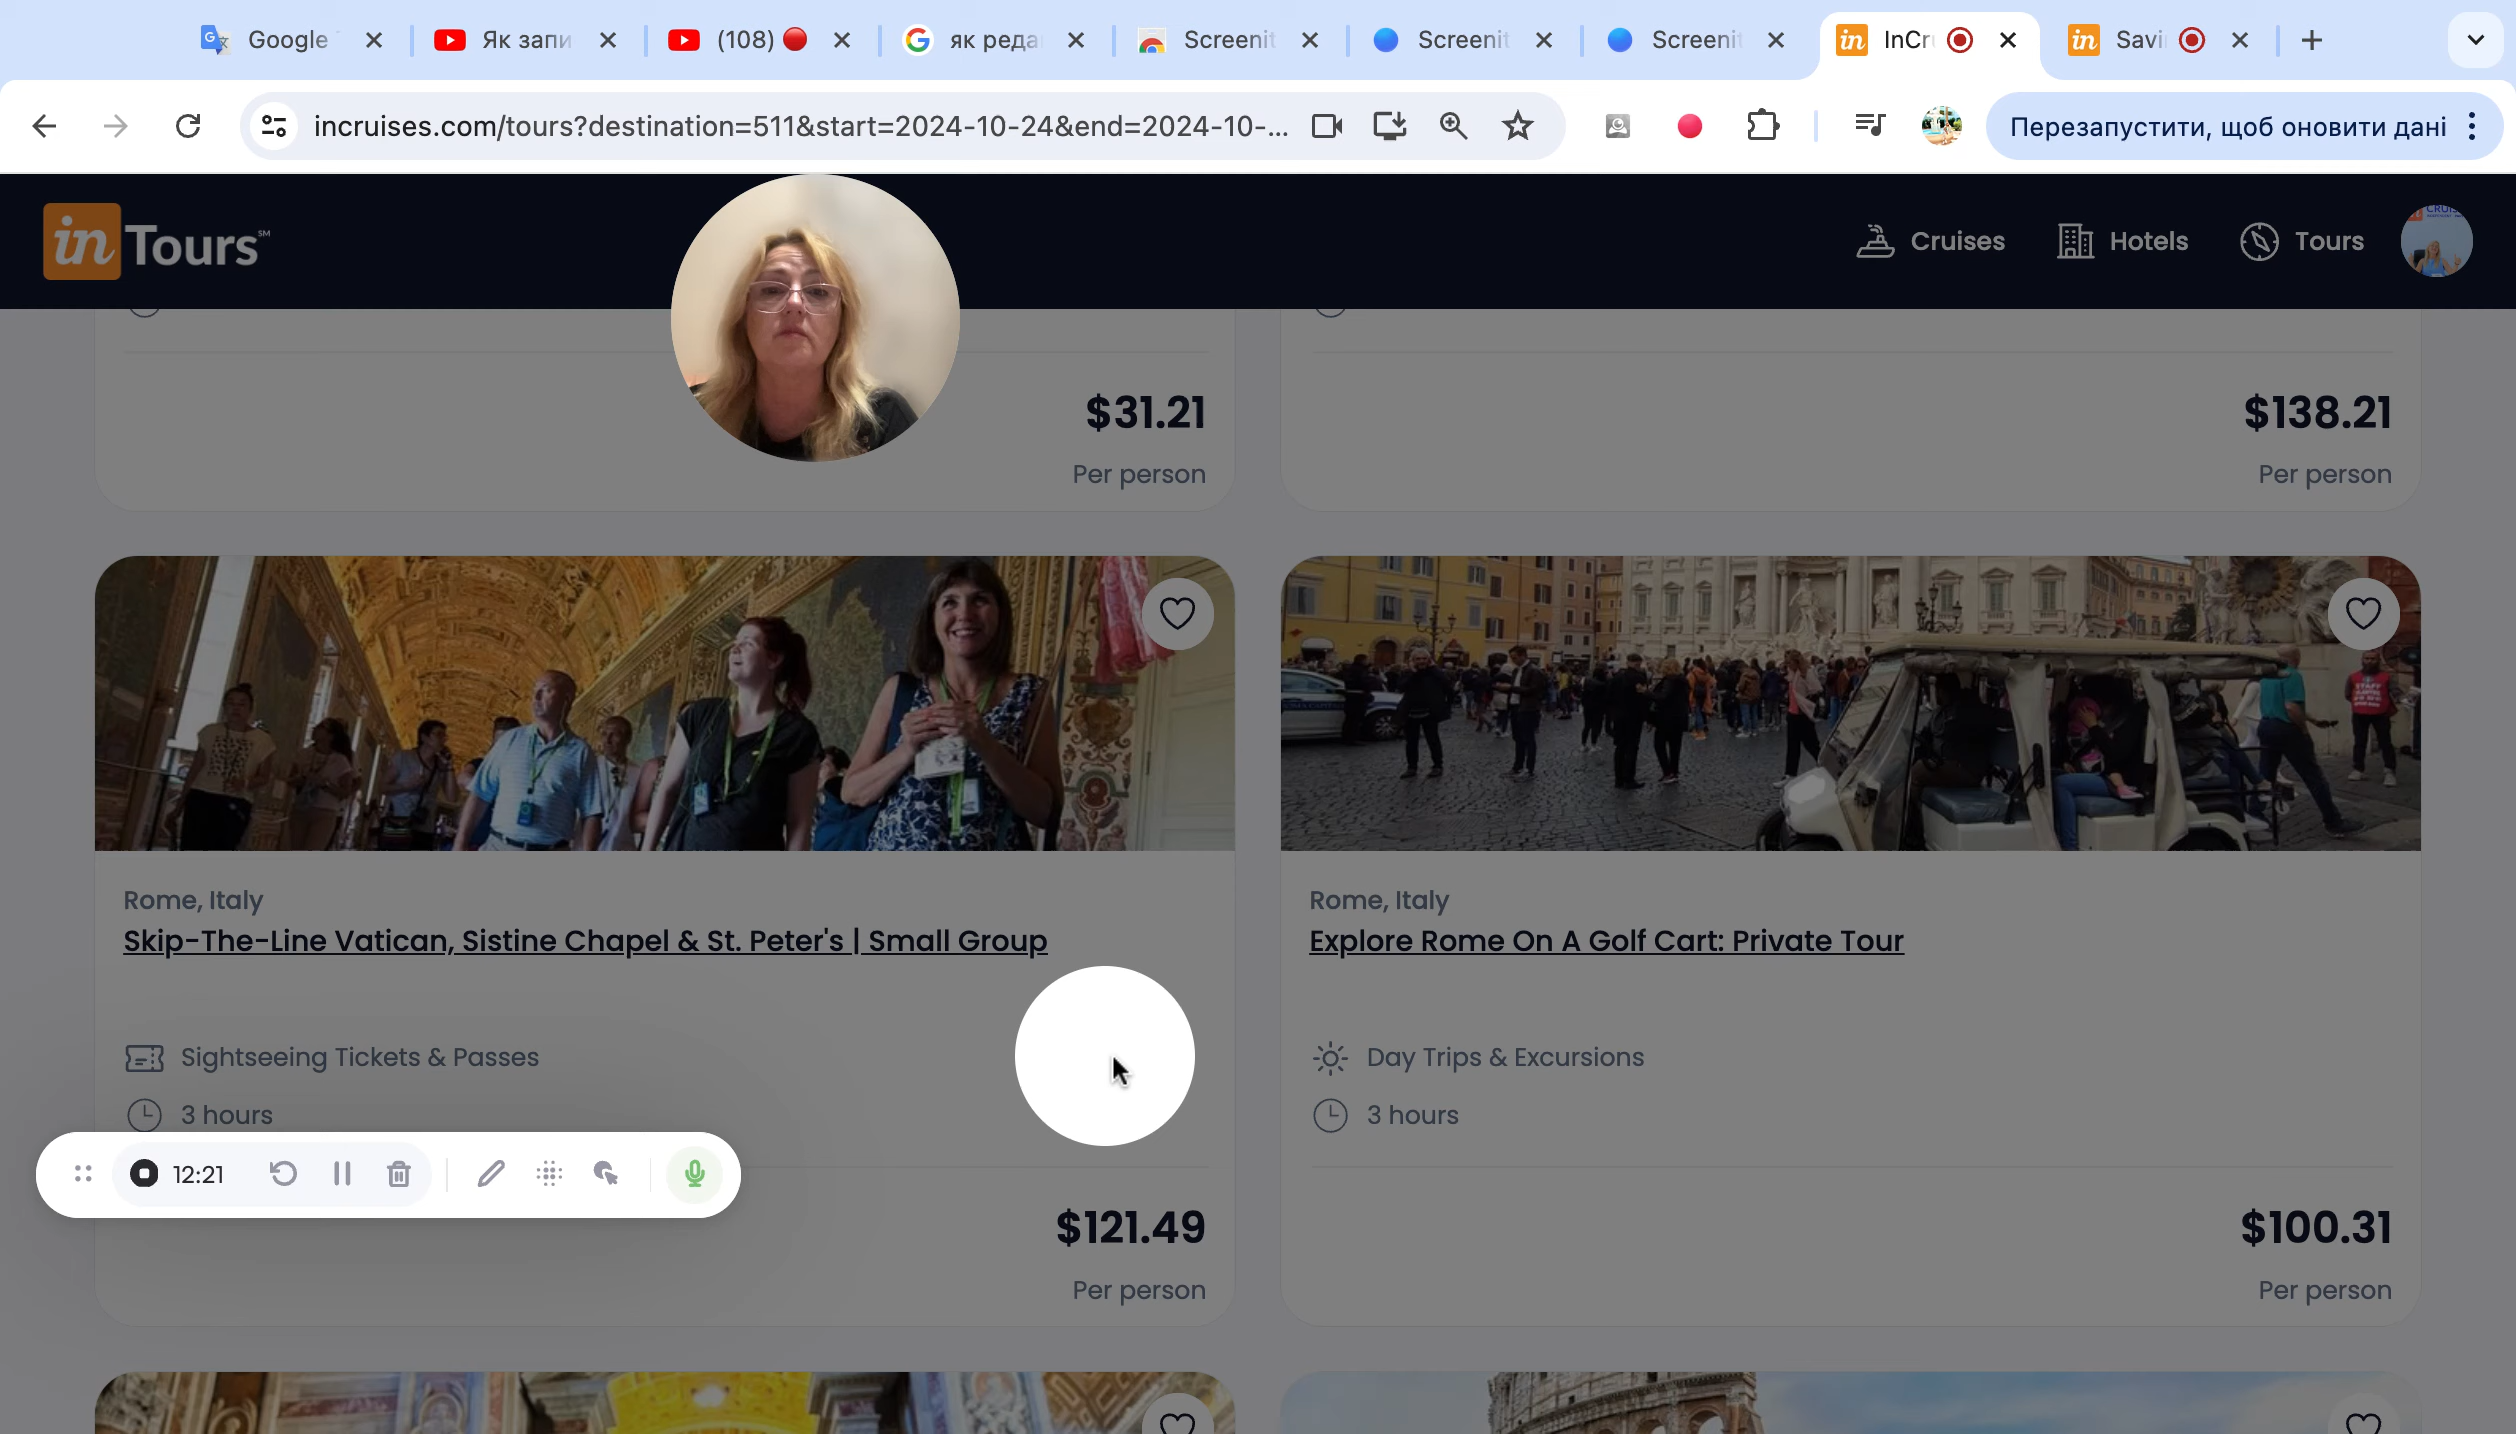 Google
Як запи
(108)
як реда
Screenit
Screenit
Screenit
InCr
Savi
incruises.com/tours?destination=511&start=2024-10-24&end=2024-10-...
Перезапустити, щоб оновити дані
in Tours SM
Cruises
Hotels
Tours
$31.21
Per person
$138.21
Per person
Rome, Italy
Skip-The-Line Vatican, Sistine Chapel & St. Peter's | Small Group
Sightseeing Tickets & Passes
3 hours
$121.49
Per person
Rome, Italy
Explore Rome On A Golf Cart: Private Tour
Day Trips & Excursions
3 hours
$100.31
Per person
12:21